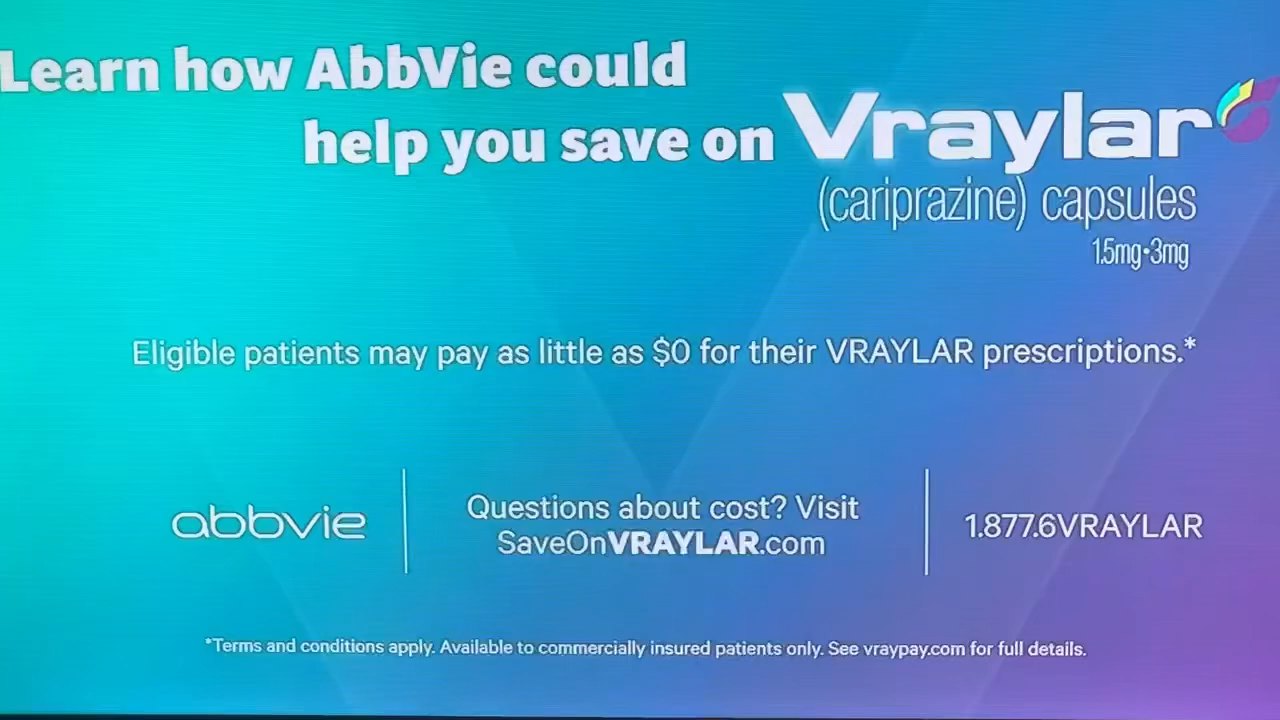 Learn how AbbVie could
help you save on Vraylar
(cariprazine) capsules
1.5mg•3mg
Eligible patients may pay as little as $0 for their VRAYLAR prescriptions.*
abbvie
Questions about cost? Visit
SaveOnVRAYLAR.com
1.877.6VRAYLAR
*Terms and conditions apply. Available to commercially insured patients only. See vraypay.com for full details.